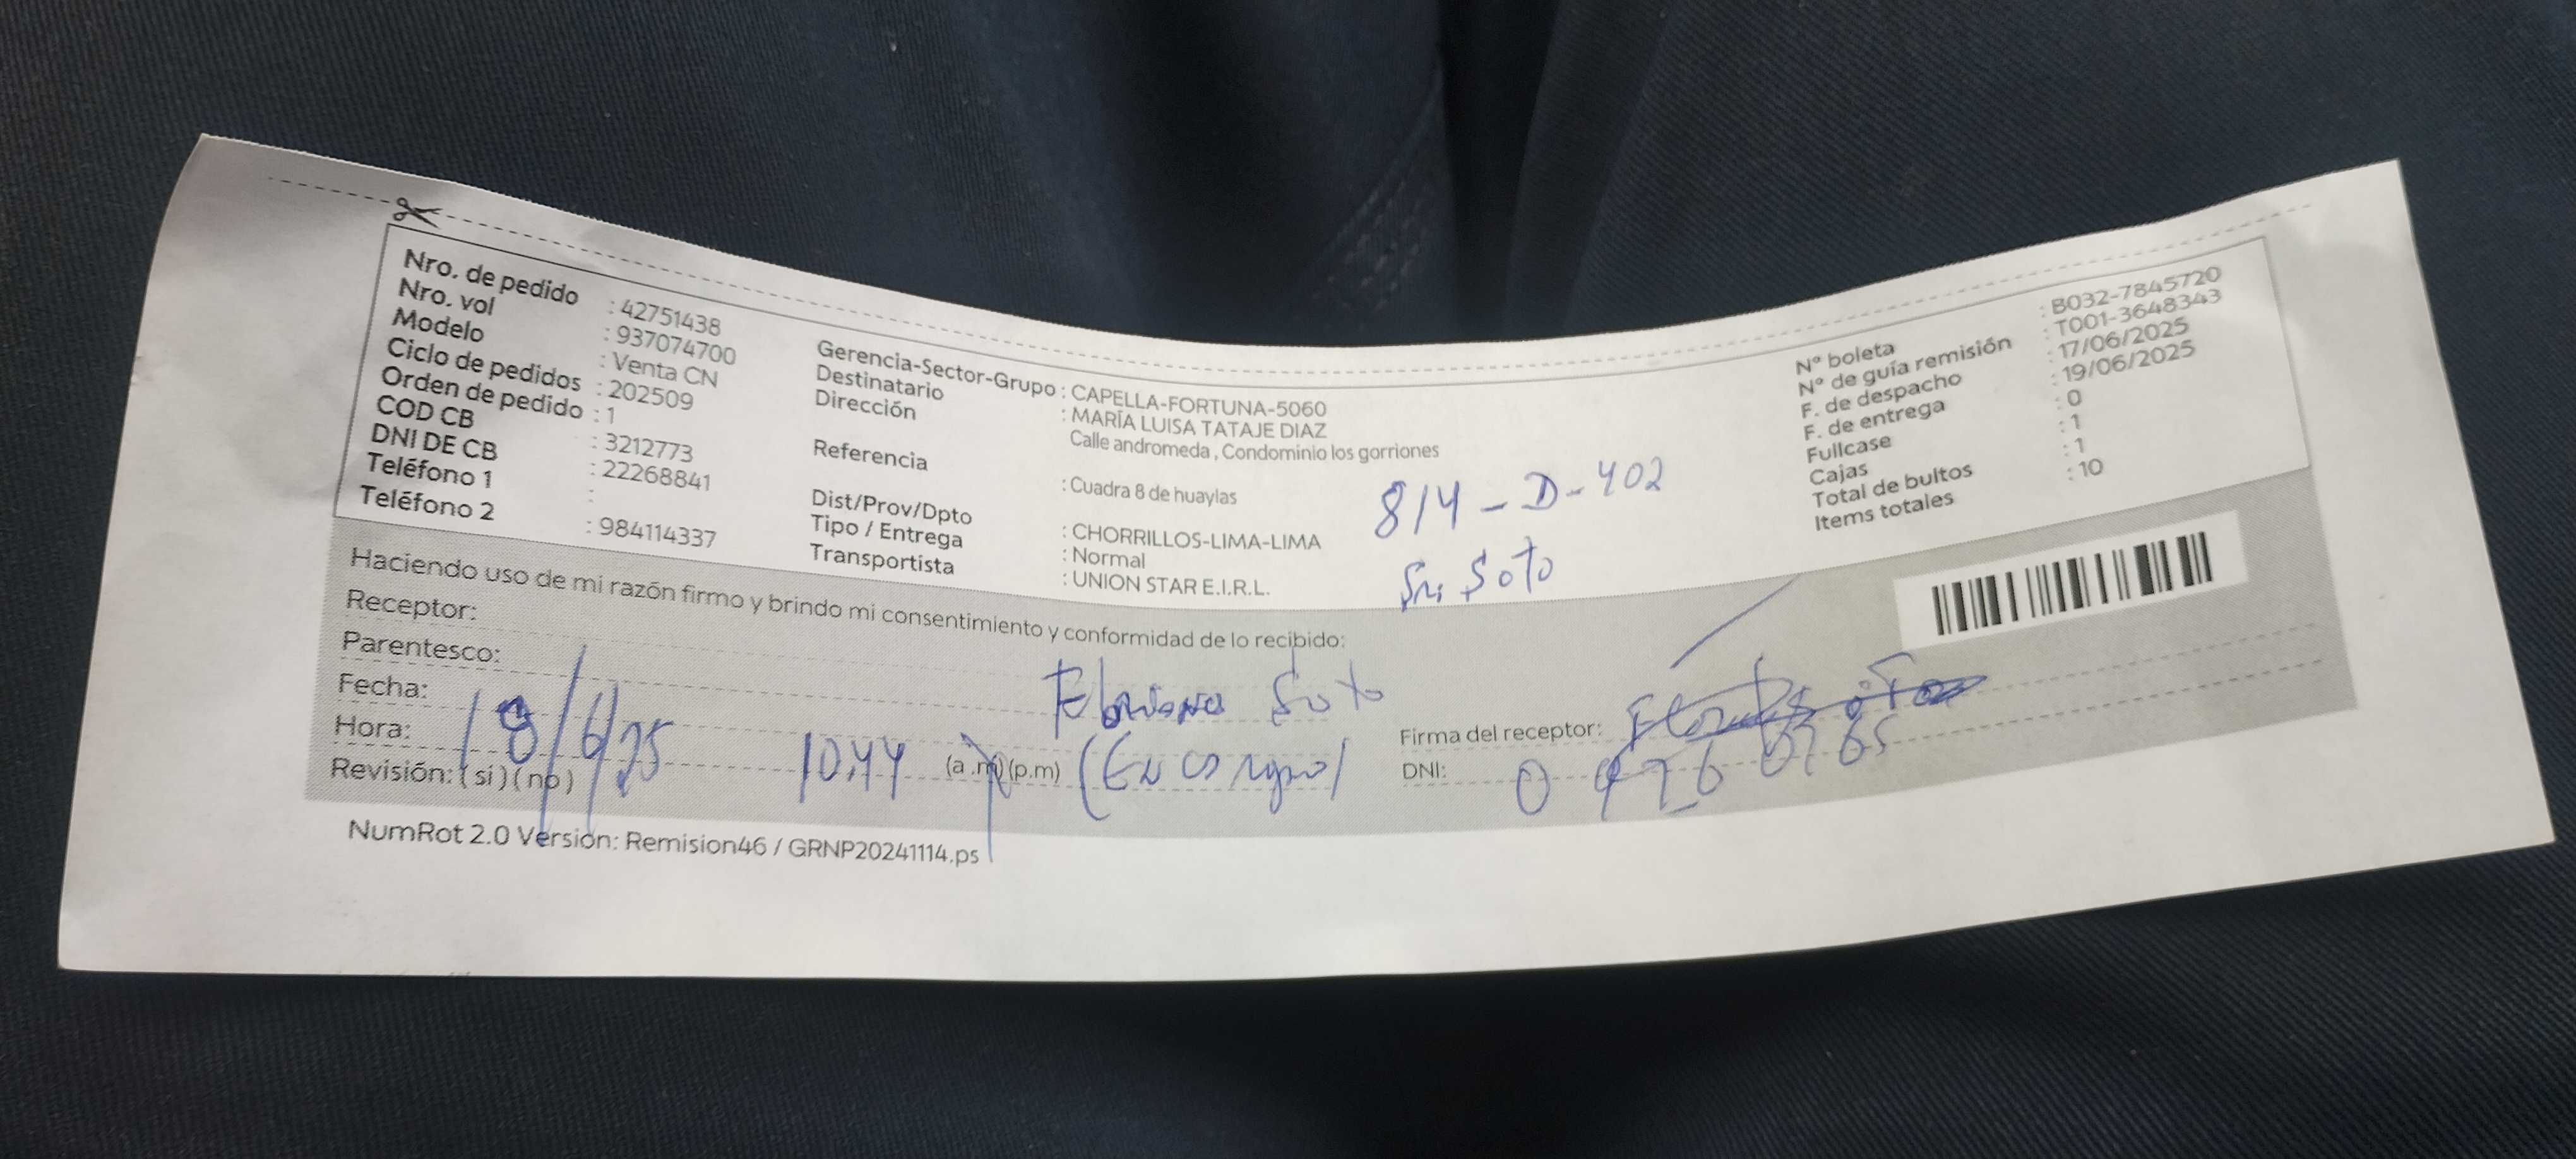 Nro. de pedido : 42751438
Nro. vol : 937074700
Modelo : Venta CN
Ciclo de pedidos : 202509
Orden de pedido : 1
COD CB : 3212773
DNI DE CB : 22268841
Teléfono 1 :
Teléfono 2 : 984114337
Gerencia-Sector-Grupo : CAPELLA-FORTUNA-5060
Destinatario : MARÍA LUISA TATAJE DIAZ
Dirección Calle andromeda , Condominio los gorriones
Referencia : Cuadra 8 de huaylas
Dist/Prov/Dpto : CHORRILLOS-LIMA-LIMA
Tipo / Entrega : Normal
Transportista : UNION STAR E.I.R.L.
814 - D - 402
Sr. Soto
N° boleta : B032-7845720
N° de guía remisión : T001-3648343
F. de despacho : 17/06/2025
F. de entrega : 19/06/2025
Fullcase : 0
Cajas : 1
Total de bultos : 1
Items totales : 10
Haciendo uso de mi razón firmo y brindo mi consentimiento y conformidad de lo recibido:
Receptor:
Parentesco:
Fecha: /6/25
Hora: 10.44 (a.m) (p.m)
Revisión: ( si ) ( no )
Soto
Firma del receptor:
DNI:
NumRot 2.0 Version: Remision46 / GRNP20241114.ps